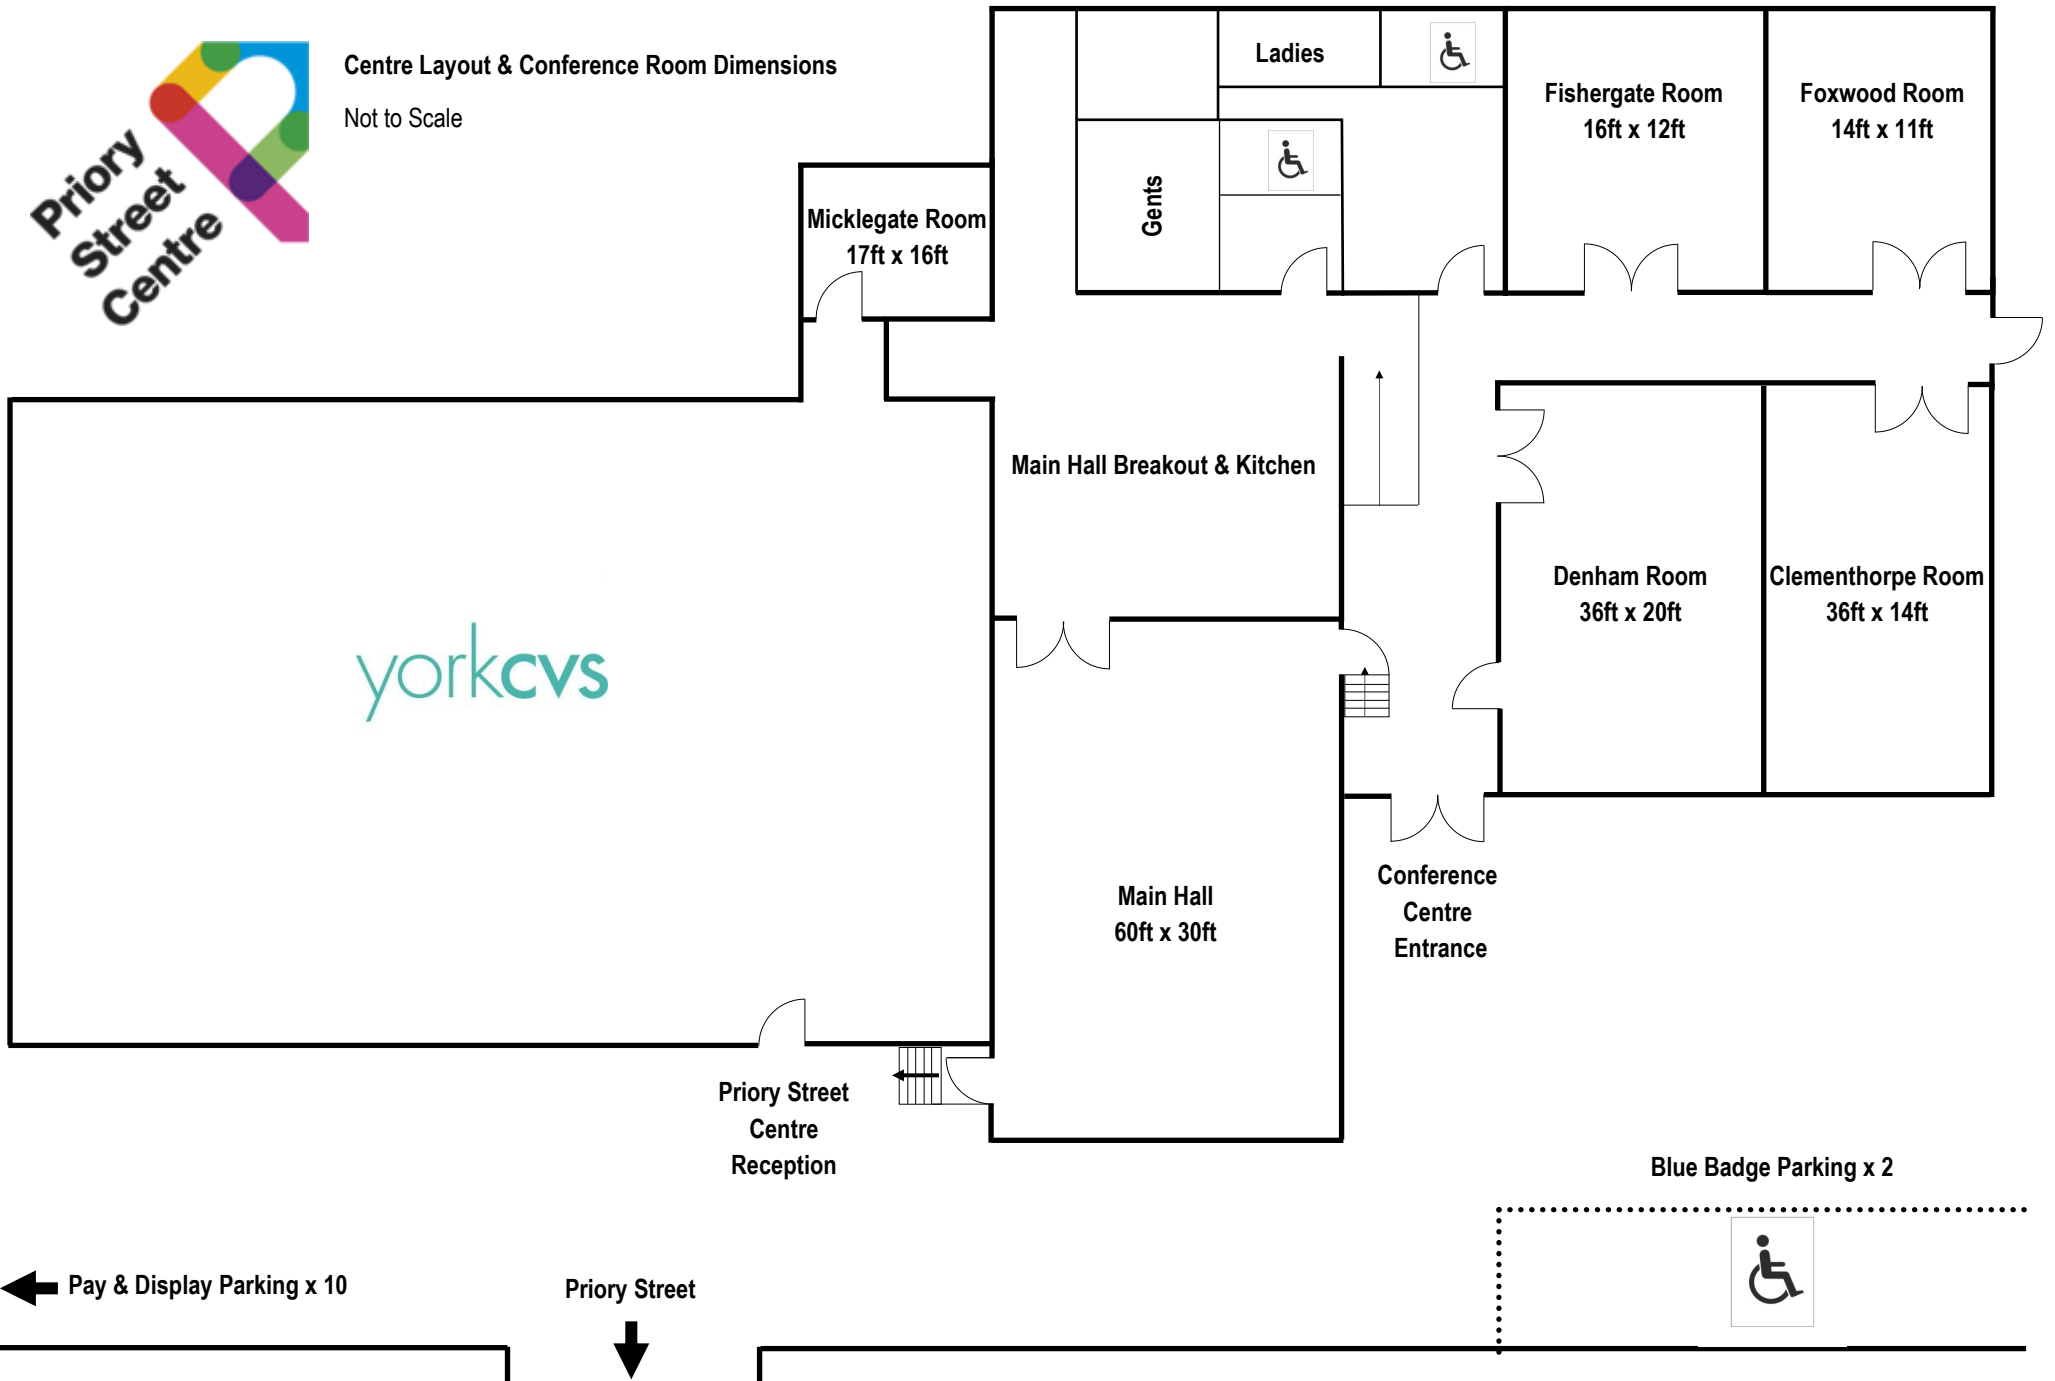 Priory
Street
Centre
Centre Layout & Conference Room Dimensions
Not to Scale
Ladies
Fishergate Room
16ft x 12ft
Foxwood Room
14ft x 11ft
Gents
Micklegate Room
17ft x 16ft
Main Hall Breakout & Kitchen
Denham Room
36ft x 20ft
Clementhorpe Room
36ft x 14ft
yorkcvs
Main Hall
60ft x 30ft
Conference
Centre
Entrance
Priory Street
Centre
Reception
Blue Badge Parking x 2
Pay & Display Parking x 10
Priory Street